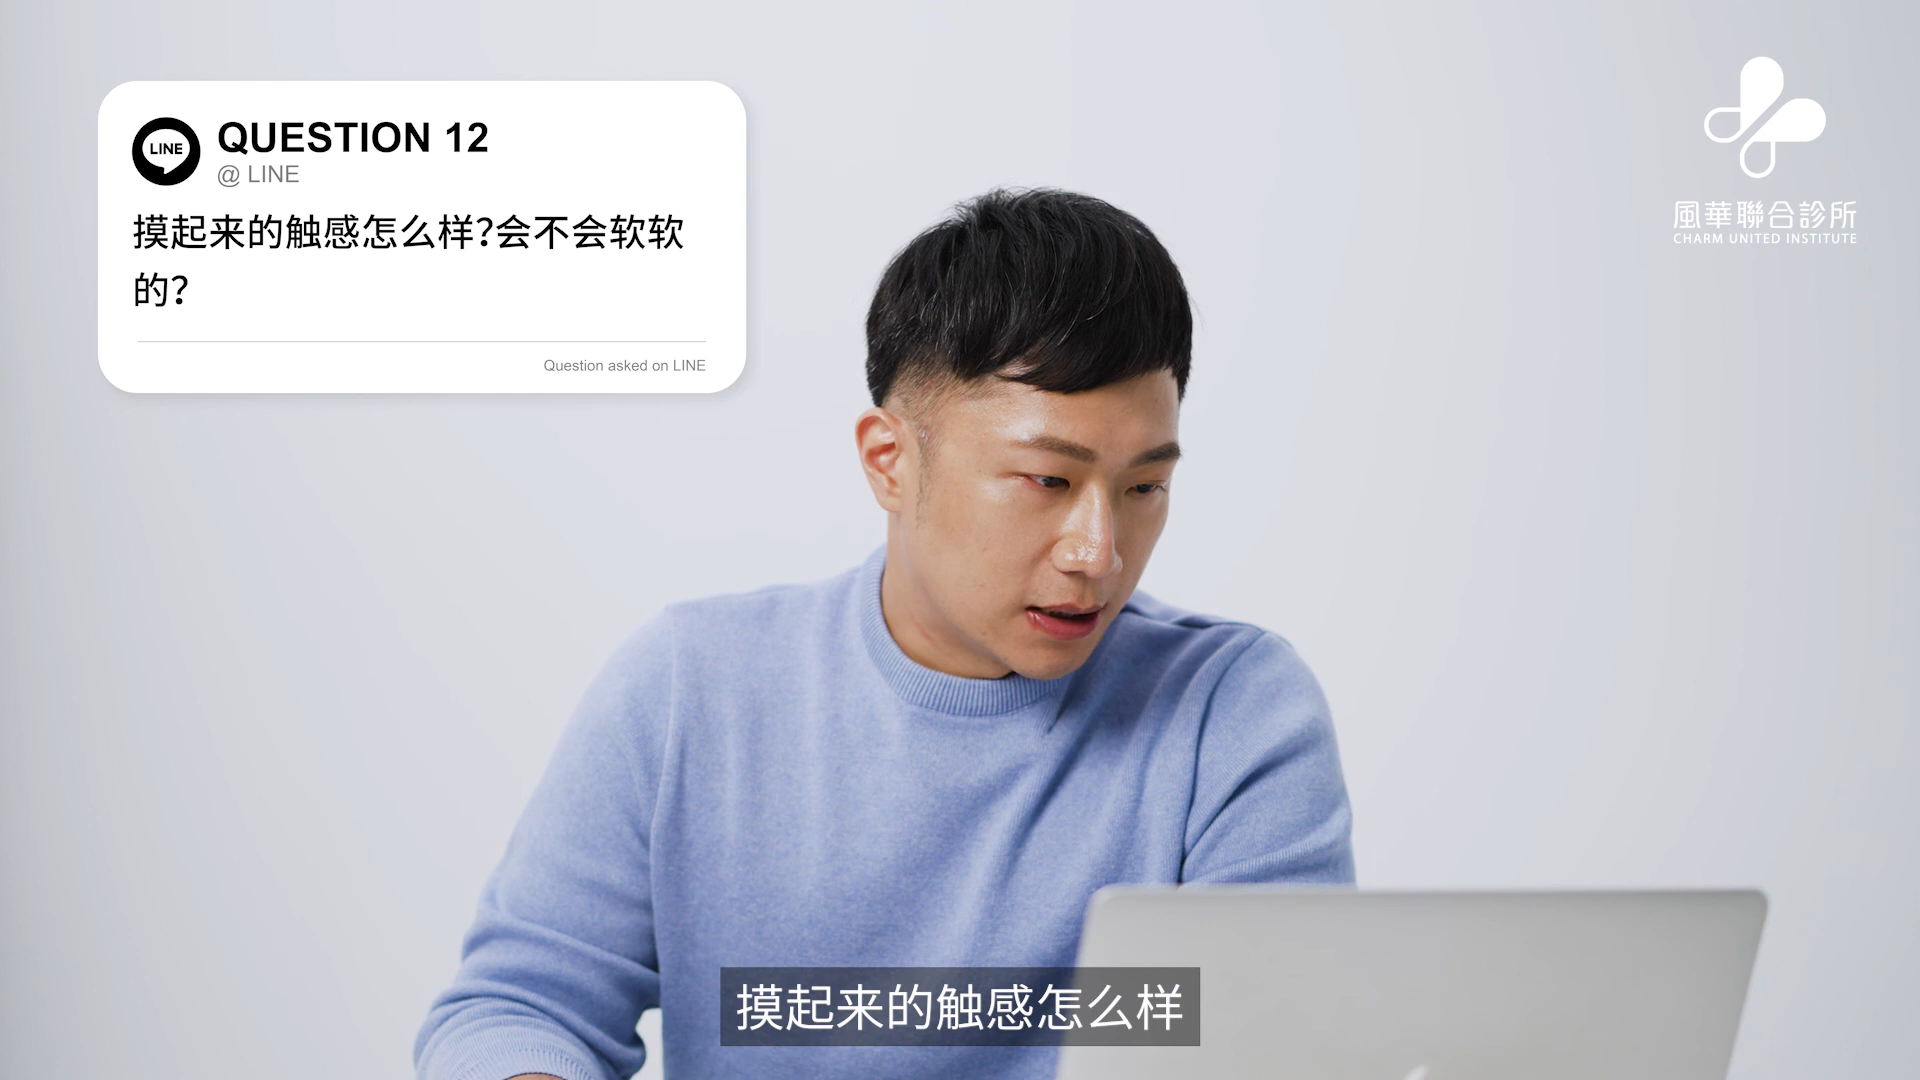 LINE
QUESTION 12
@ LINE
摸起来的触感怎么样?会不会软软
的?
Question asked on LINE
風華聯合診所
CHARM UNITED INSTITUTE
摸起来的触感怎么样